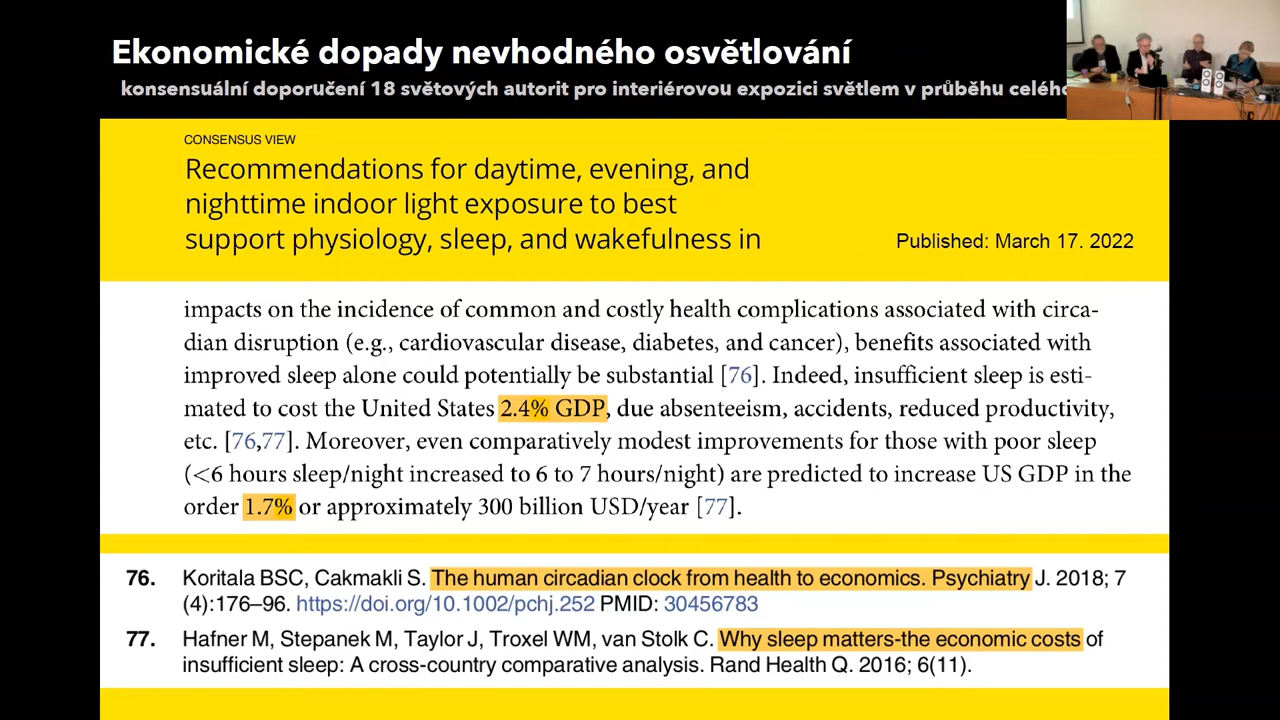 Ekonomické dopady nevhodného osvětlování
konsensuální doporučení 18 světových autorit pro interiérovou expozici světlem v průběhu celého
CONSENSUS VIEW
Recommendations for daytime, evening, and
nighttime indoor light exposure to best
support physiology, sleep, and wakefulness in
Published: March 17. 2022
impacts on the incidence of common and costly health complications associated with circa-
dian disruption (e.g., cardiovascular disease, diabetes, and cancer), benefits associated with
improved sleep alone could potentially be substantial [76]. Indeed, insufficient sleep is esti-
mated to cost the United States 2.4% GDP, due absenteeism, accidents, reduced productivity,
etc. [76,77]. Moreover, even comparatively modest improvements for those with poor sleep
(<6 hours sleep/night increased to 6 to 7 hours/night) are predicted to increase US GDP in the
order 1.7% or approximately 300 billion USD/year [77].
76. Koritala BSC, Cakmakli S. The human circadian clock from health to economics. Psychiatry J. 2018; 7
(4):176–96. https://doi.org/10.1002/pchj.252 PMID: 30456783
77. Hafner M, Stepanek M, Taylor J, Troxel WM, van Stolk C. Why sleep matters-the economic costs of
insufficient sleep: A cross-country comparative analysis. Rand Health Q. 2016; 6(11).